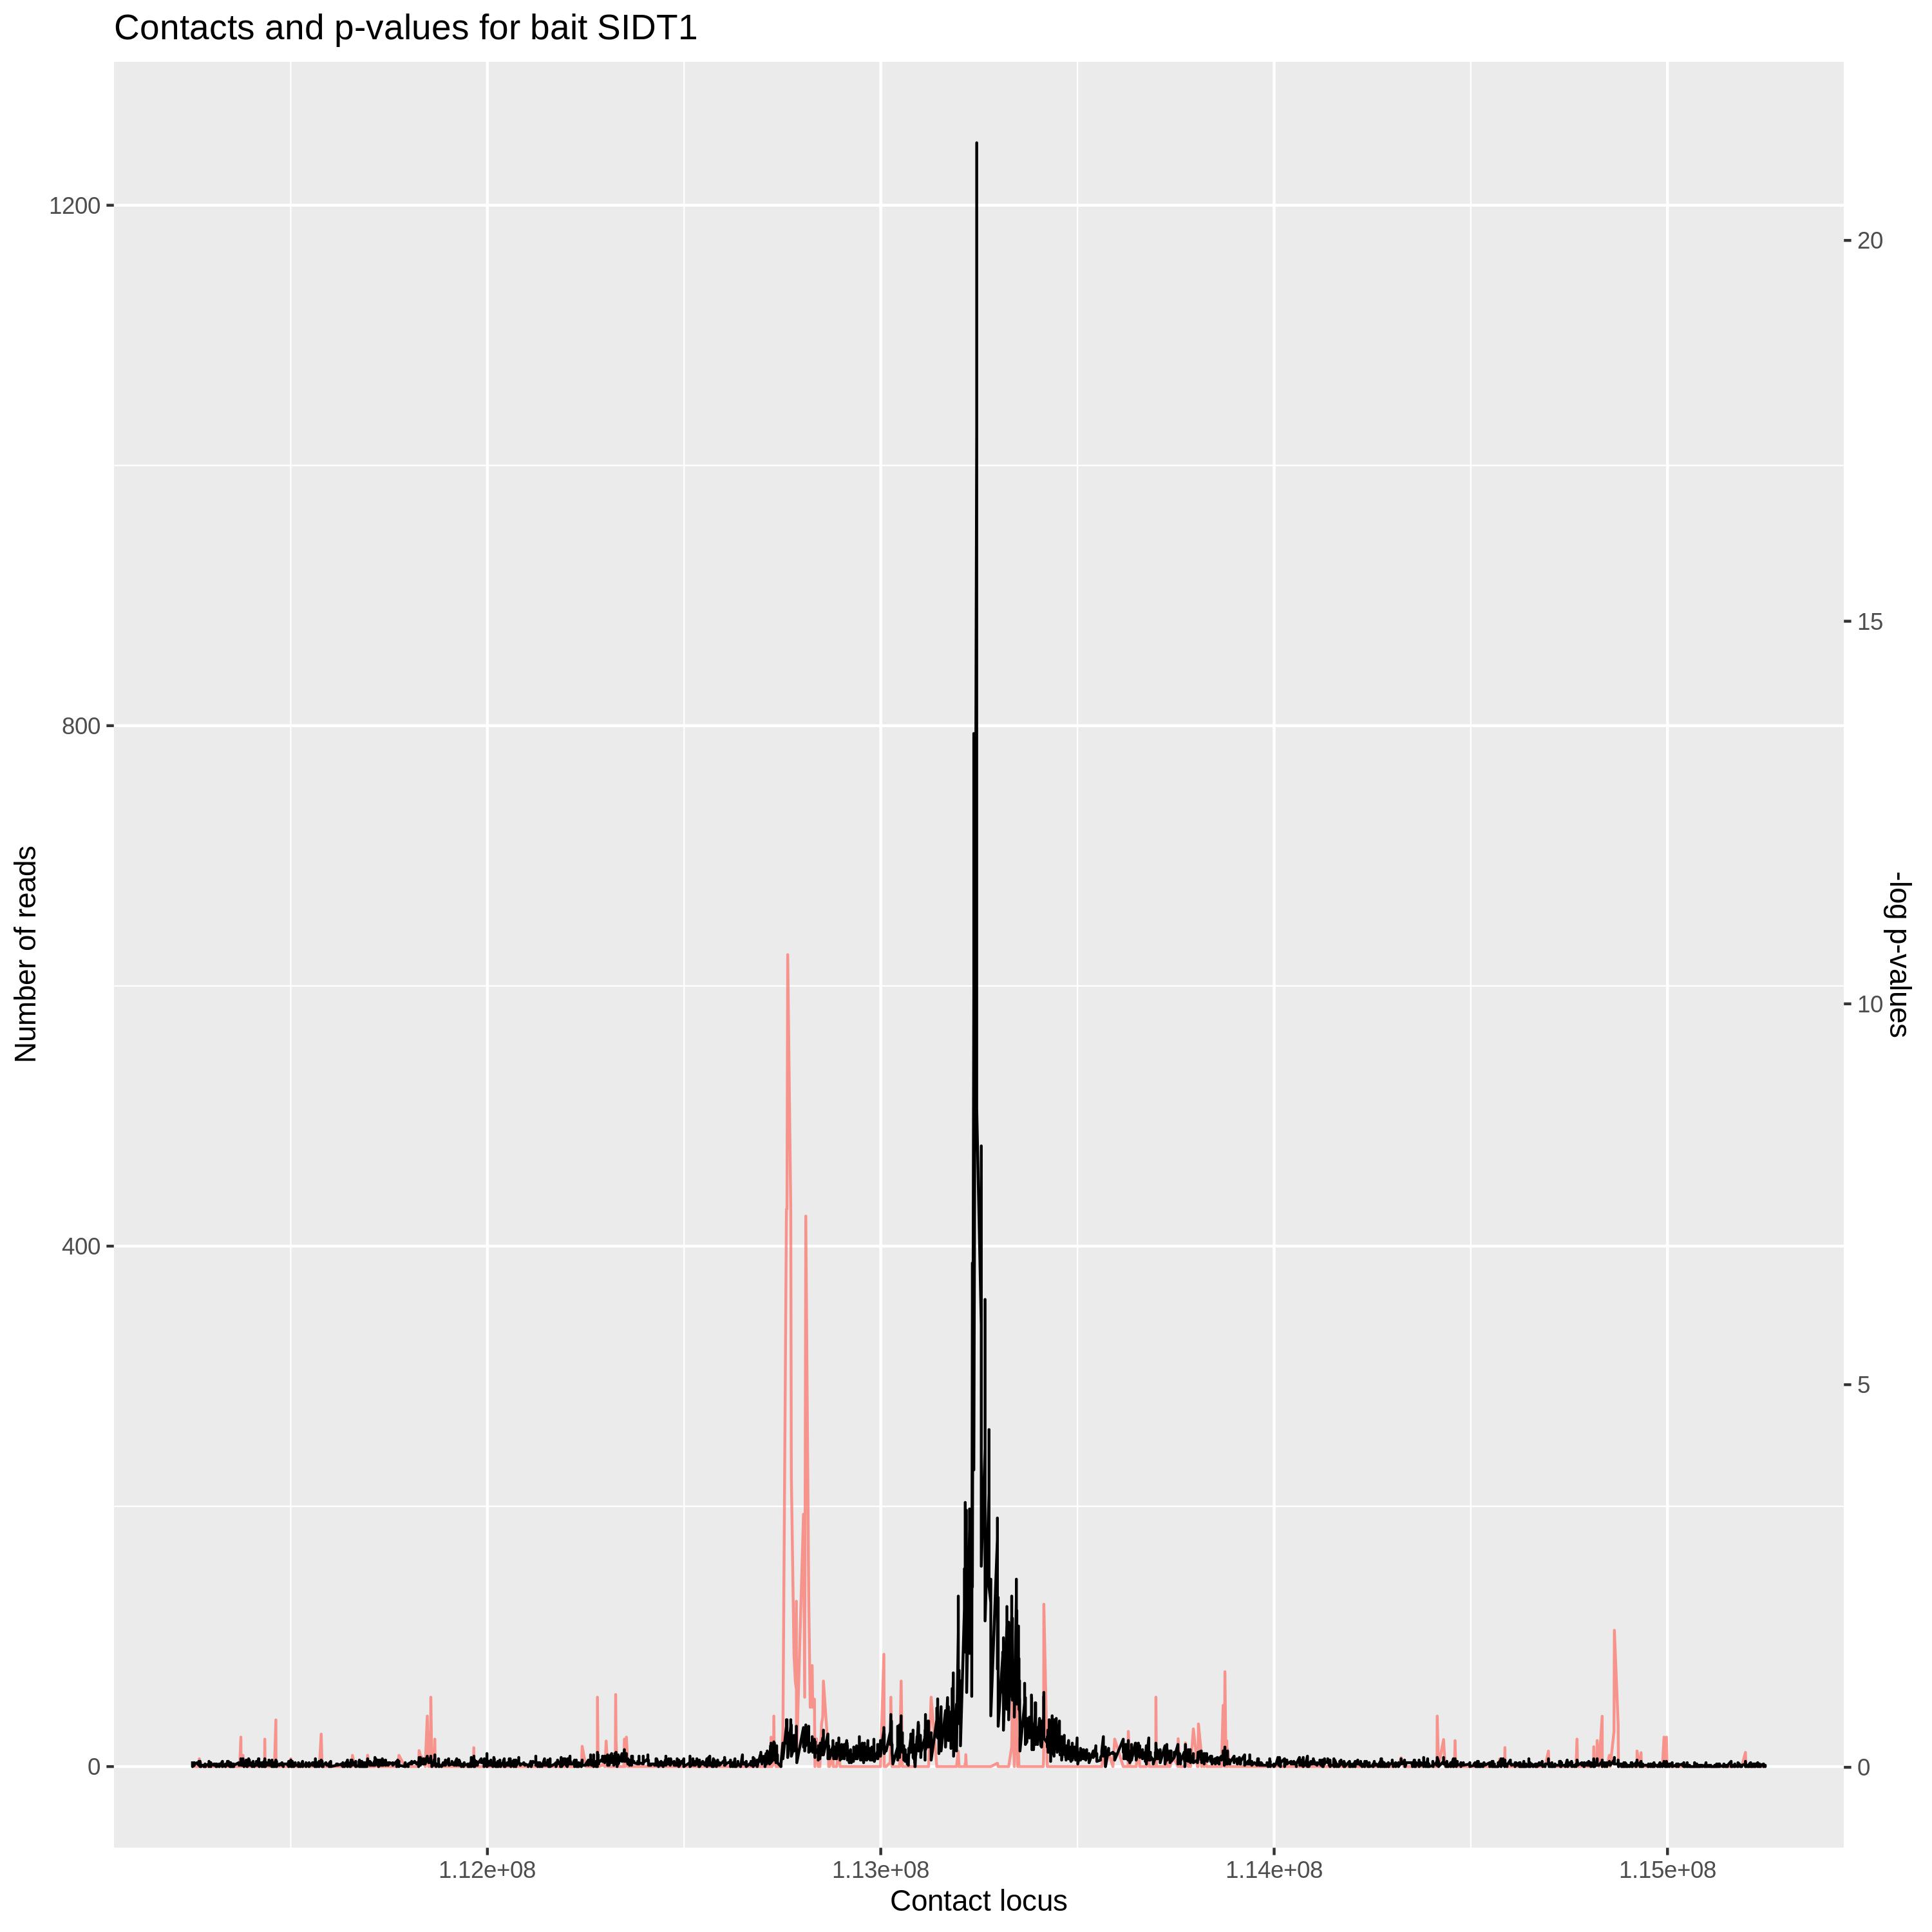 Contacts and p-values for bait SIDT1
Number of reads
1200
800
400
0
20
15
10
5
0
-log p-values
1.12e+08
1.13e+08
1.14e+08
1.15e+08
Contact locus